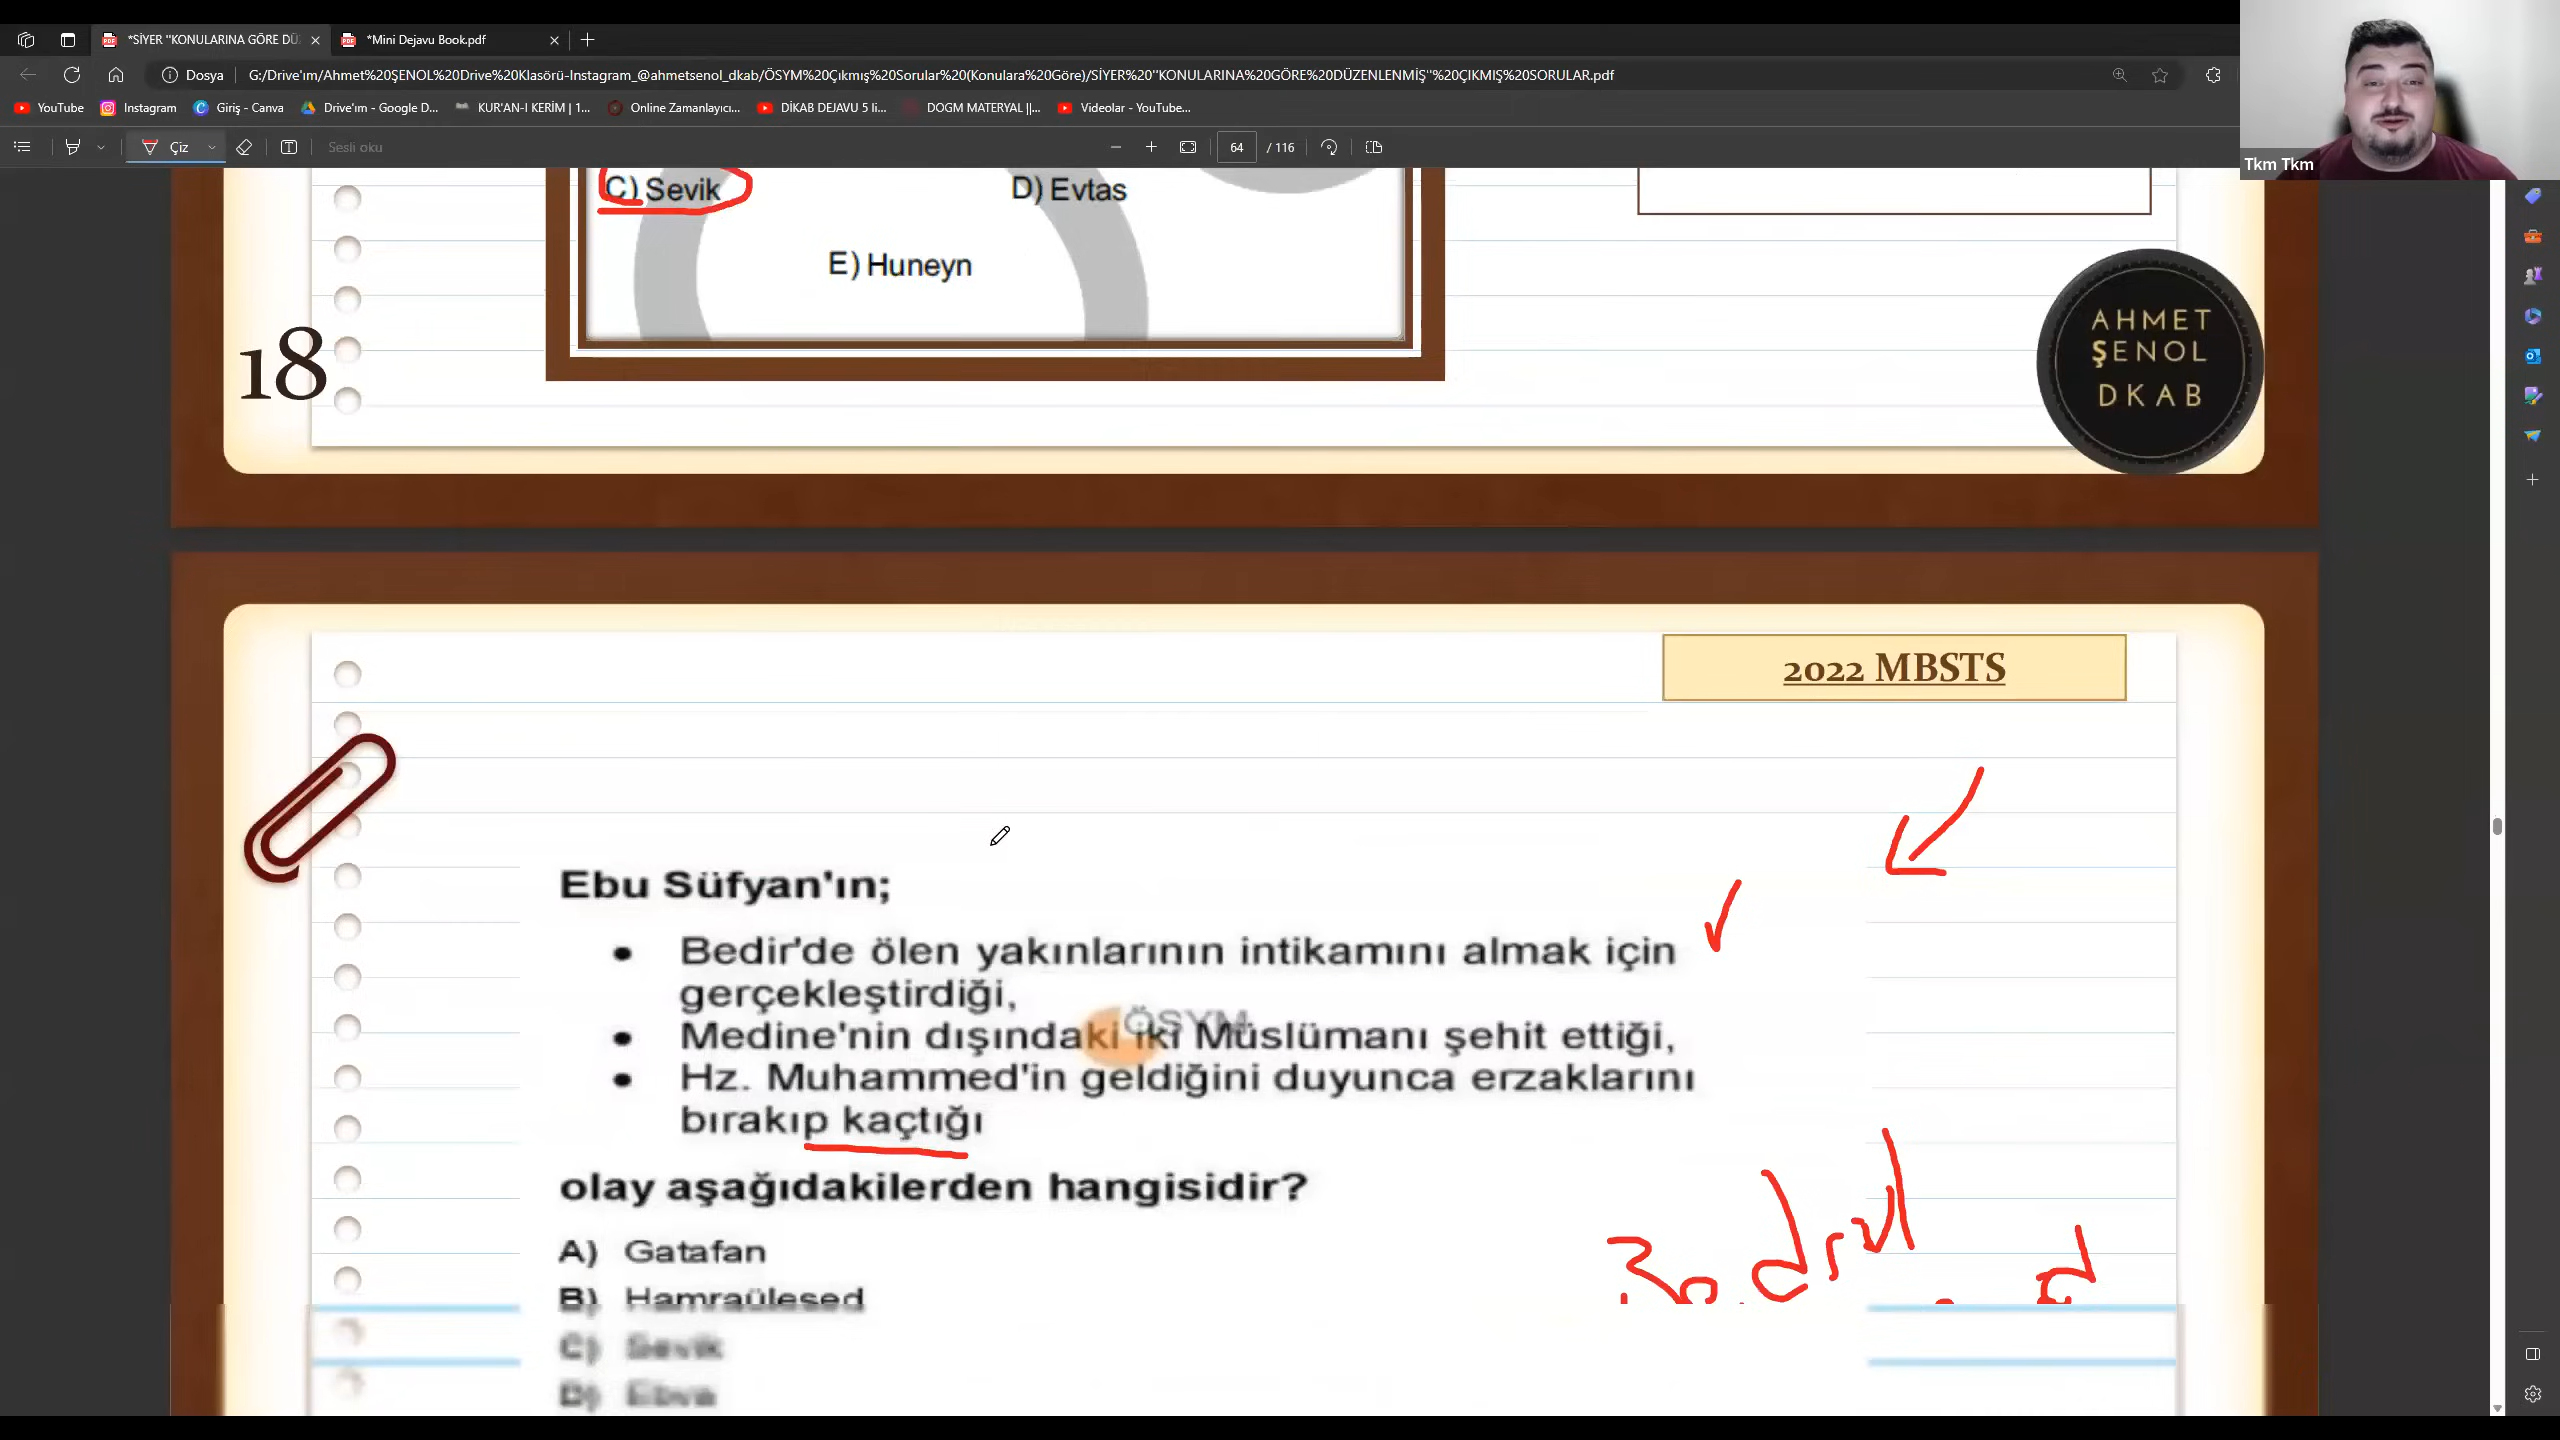 *SİYER "KONULARINA GÖRE DÜ
*Mini Dejavu Book.pdf
Dosya
G:/Drive'ım/Ahmet%20ŞENOL%20Drive%20Klasörü-Instagram_@ahmetsenol_dkab/ÖSYM%20Çıkmış%20Sorular%20(Konulara%20Göre)/SİYER%20''KONULARINA%20GÖRE%20DÜZENLENMİŞ''%20ÇIKMIŞ%20SORULAR.pdf
YouTube
Instagram
Giriş - Canva
Drive'ım - Google D...
KUR'AN-I KERİM | 1...
Online Zamanlayıcı...
DİKAB DEJAVU 5 li...
DOGM MATERYAL ||...
Videolar - YouTube...
Çiz
Sesli oku
64 / 116
Tkm Tkm
C) Sevik
D) Evtas
E) Huneyn
18
AHMET
ŞENOL
DKAB
2022 MBSTS
Ebu Süfyan'ın;
• Bedir'de ölen yakınlarının intikamını almak için
gerçekleştirdiği,
ÖSYM
• Medine'nin dışındaki iki Müslümanı şehit ettiği,
• Hz. Muhammed'in geldiğini duyunca erzaklarını
bırakıp kaçtığı
olay aşağıdakilerden hangisidir?
A) Gatafan
B) Hamraülesed
C) Sevik
D) Ebva